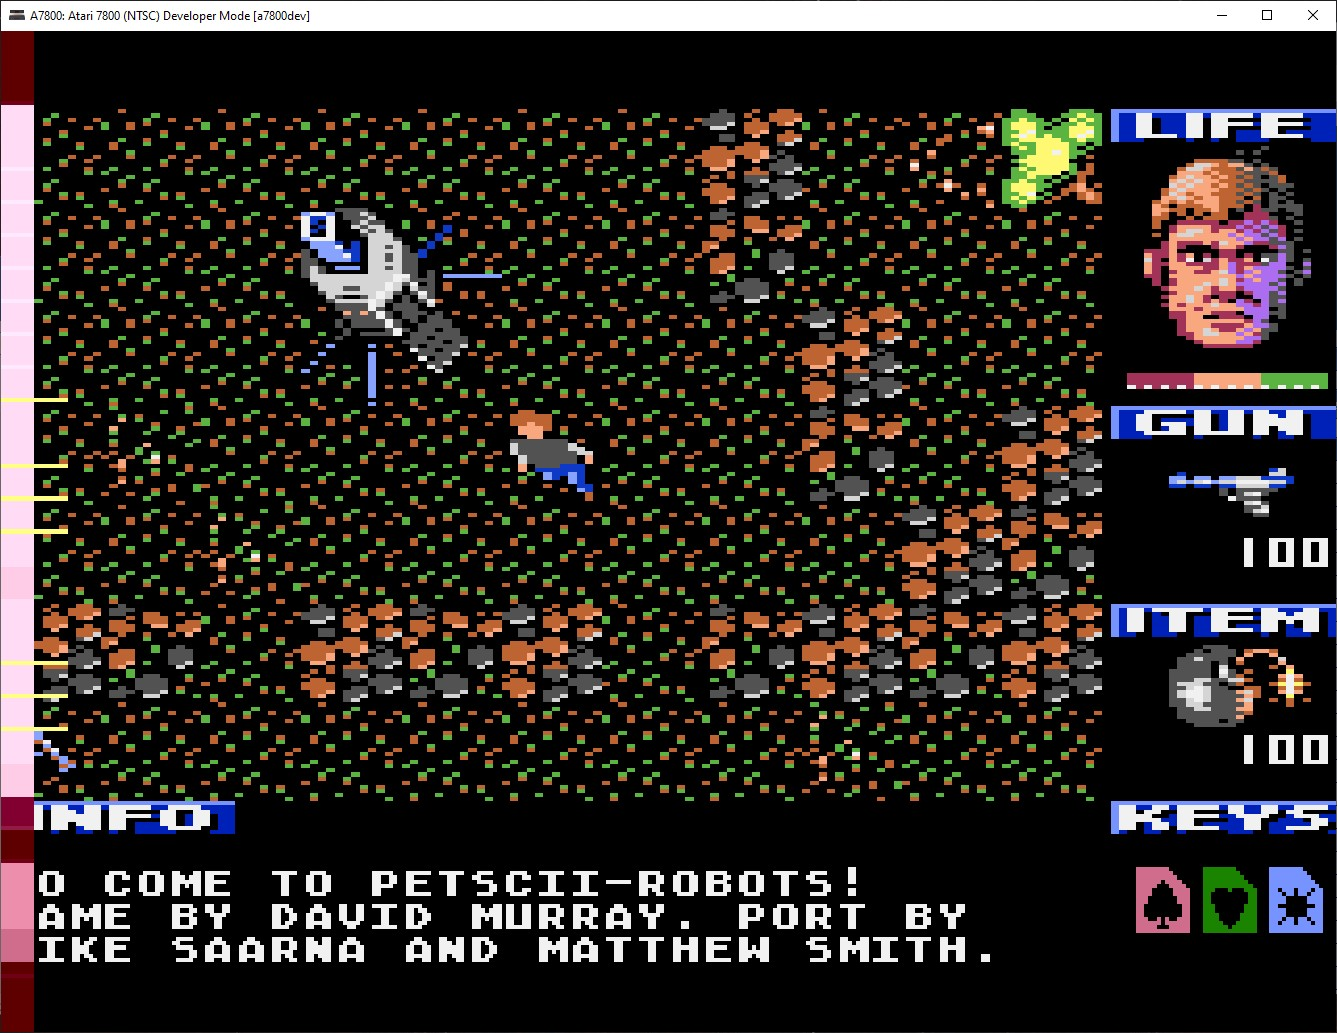 A7800: Atari 7800 (NTSC) Developer Mode [a7800dev]
LIFE
GUN
100
ITEM
100
NFO
KEYS
O COME TO PETSCII-ROBOTS!
AME BY DAVID MURRAY. PORT BY
IKE SAARNA AND MATTHEW SMITH.